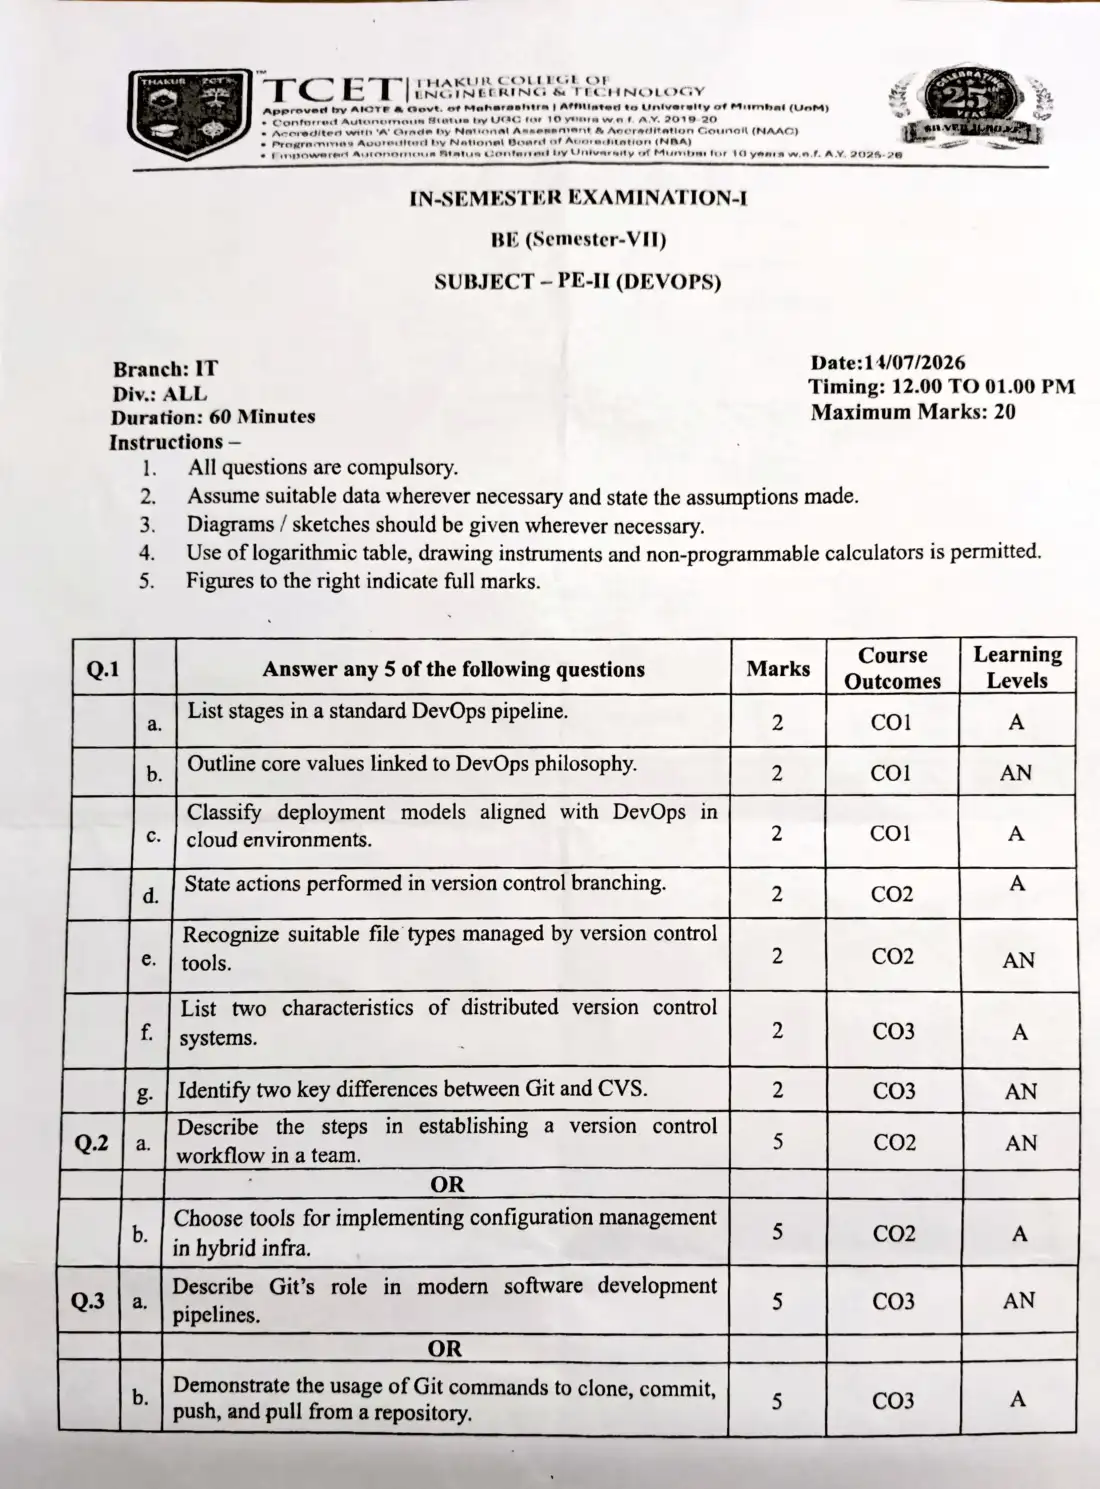 THAKUR TCET
TCET
THAKUR COLLEGE OF
ENGINEERING & TECHNOLOGY
Approved by AICTE & Govt. of Maharashtra | Affiliated to University of Mumbai (UoM)
• Conferred Autonomous Status by UGC for 10 years w.e.f. A.Y. 2019-20
• Accredited with 'A' Grade by National Assessment & Accreditation Council (NAAC)
• Programmes Accredited by National Board of Accreditation (NBA)
• Empowered Autonomous Status Conferred by University of Mumbai for 10 years w.e.f. A.Y. 2025-26
CELEBRATING
25
YEARS
SILVER JUBILEE
IN-SEMESTER EXAMINATION-I
BE (Semester-VII)
SUBJECT – PE-II (DEVOPS)
Branch: IT
Div.: ALL
Duration: 60 Minutes
Date:14/07/2026
Timing: 12.00 TO 01.00 PM
Maximum Marks: 20
Instructions –
1. All questions are compulsory.
2. Assume suitable data wherever necessary and state the assumptions made.
3. Diagrams / sketches should be given wherever necessary.
4. Use of logarithmic table, drawing instruments and non-programmable calculators is permitted.
5. Figures to the right indicate full marks.
Q.1 Answer any 5 of the following questions Marks Course Outcomes Learning Levels
a. List stages in a standard DevOps pipeline. 2 CO1 A
b. Outline core values linked to DevOps philosophy. 2 CO1 AN
c. Classify deployment models aligned with DevOps in
cloud environments. 2 CO1 A
d. State actions performed in version control branching. 2 CO2 A
e. Recognize suitable file types managed by version control
tools. 2 CO2 AN
f. List two characteristics of distributed version control
systems. 2 CO3 A
g. Identify two key differences between Git and CVS. 2 CO3 AN
Q.2 a. Describe the steps in establishing a version control
workflow in a team. 5 CO2 AN
OR
b. Choose tools for implementing configuration management
in hybrid infra. 5 CO2 A
Q.3 a. Describe Git's role in modern software development
pipelines. 5 CO3 AN
OR
b. Demonstrate the usage of Git commands to clone, commit,
push, and pull from a repository. 5 CO3 A